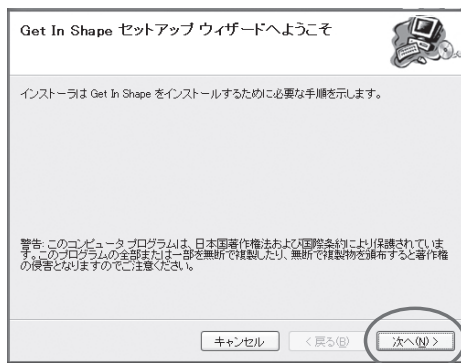 Get In Shape セットアップ ウィザードへようこそ
インストーラは Get In Shape をインストールするために必要な手順を示します。
警告: このコンピュータ プログラムは、日本国著作権法および国際条約により保護されていま
す。このプログラムの全部または一部を無断で複製したり、無断で複製物を頒布すると著作権
の侵害となりますのでご注意ください。
キャンセル
< 戻る(B)
次へ(N) >